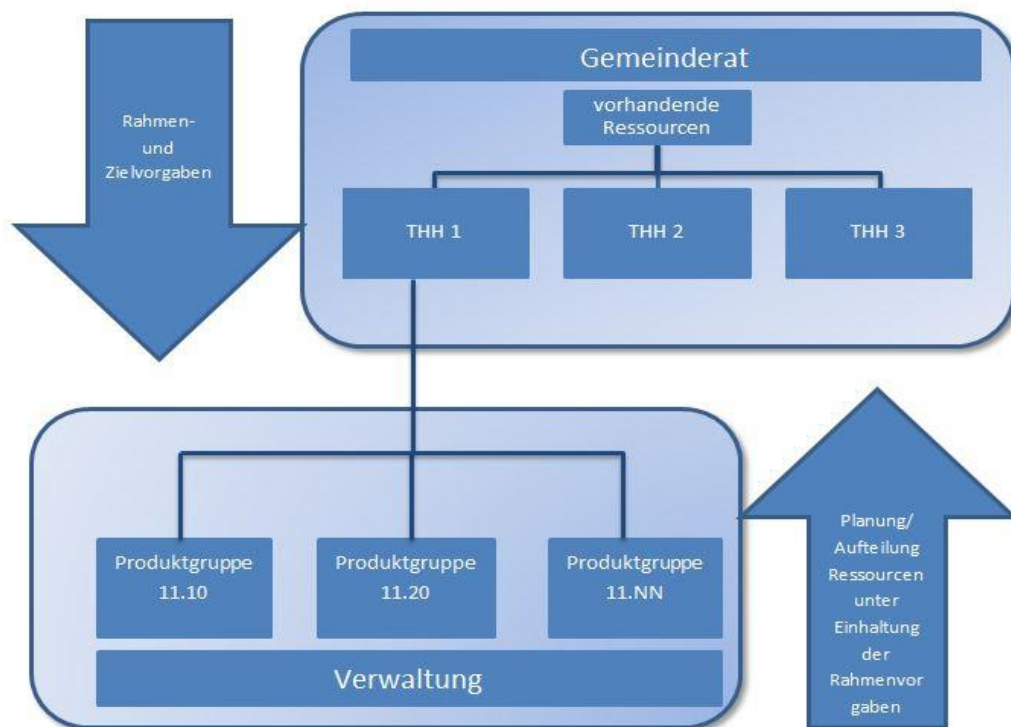 Gemeinderat
vorhandende
Ressourcen
Rahmen-
und
Zielvorgaben
THH 1
THH 2
THH 3
Produktgruppe
11.10
Produktgruppe
11.20
Produktgruppe
11.NN
Verwaltung
Planung/
Aufteilung
Ressourcen
unter
Einhaltung
der
Rahmenvor
gaben